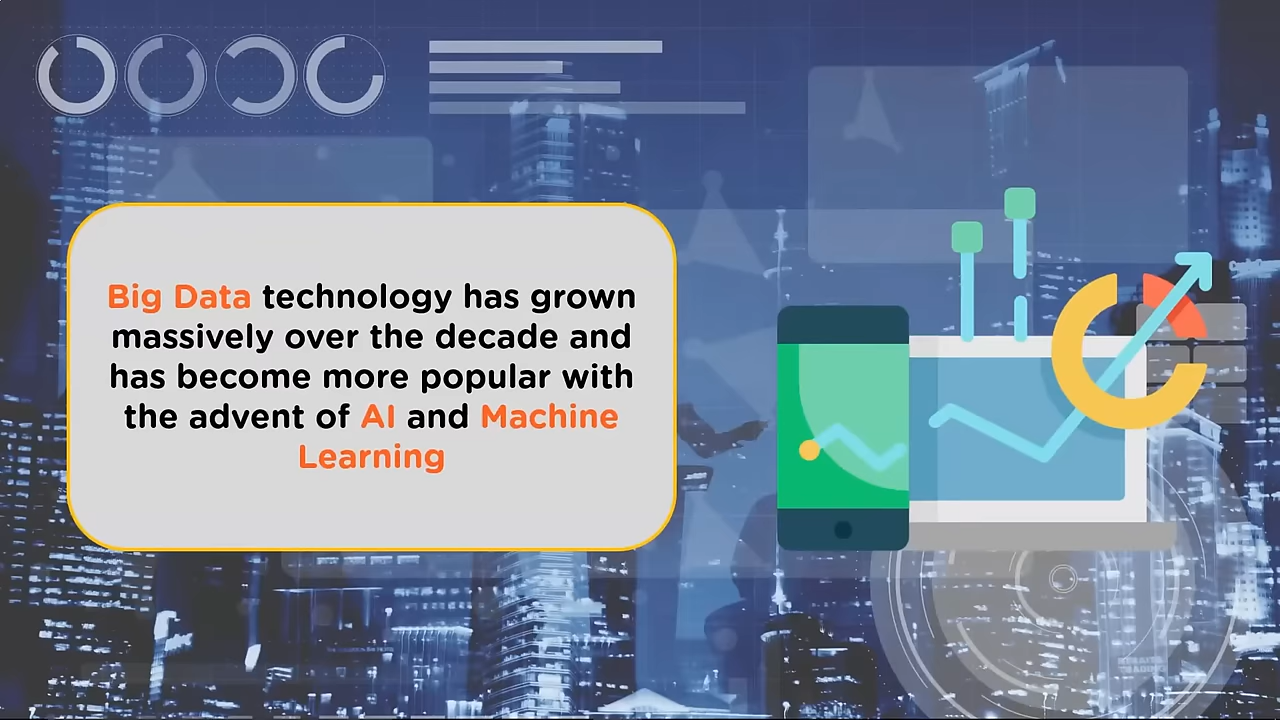 Big Data technology has grown
massively over the decade and
has become more popular with
the advent of AI and Machine
Learning